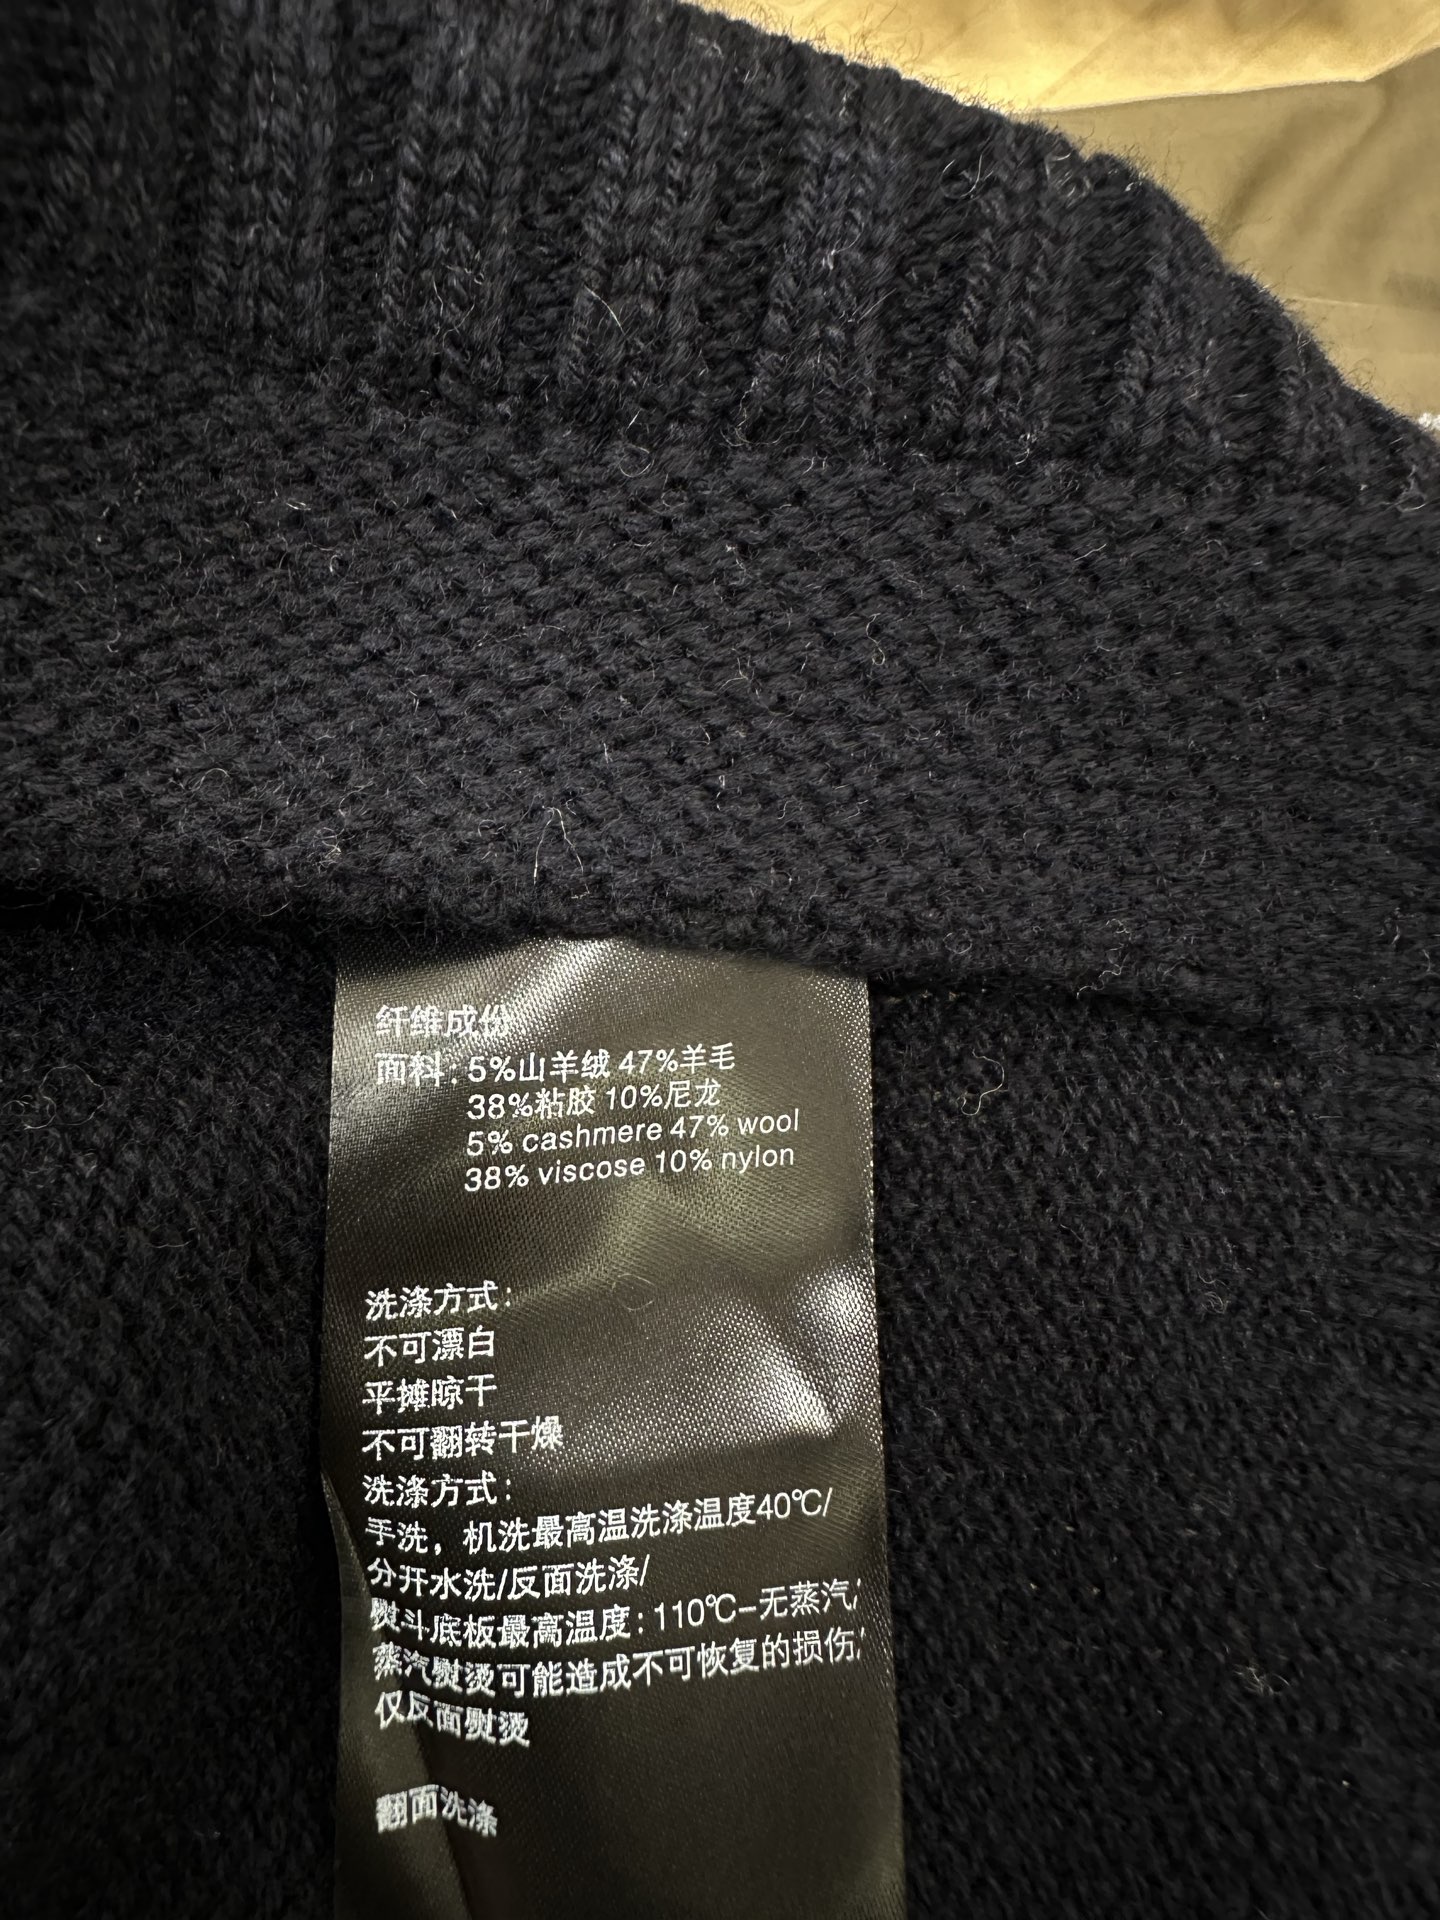 纤维成份
面料: 5%山羊绒 47%羊毛
38%粘胶 10%尼龙
5% cashmere 47% wool
38% viscose 10% nylon
洗涤方式:
不可漂白
平摊晾干
不可翻转干燥
洗涤方式:
手洗，机洗最高温洗涤温度40℃/
分开水洗/反面洗涤/
熨斗底板最高温度: 110℃-无蒸汽;
蒸汽熨烫可能造成不可恢复的损伤;
仅反面熨烫
翻面洗涤